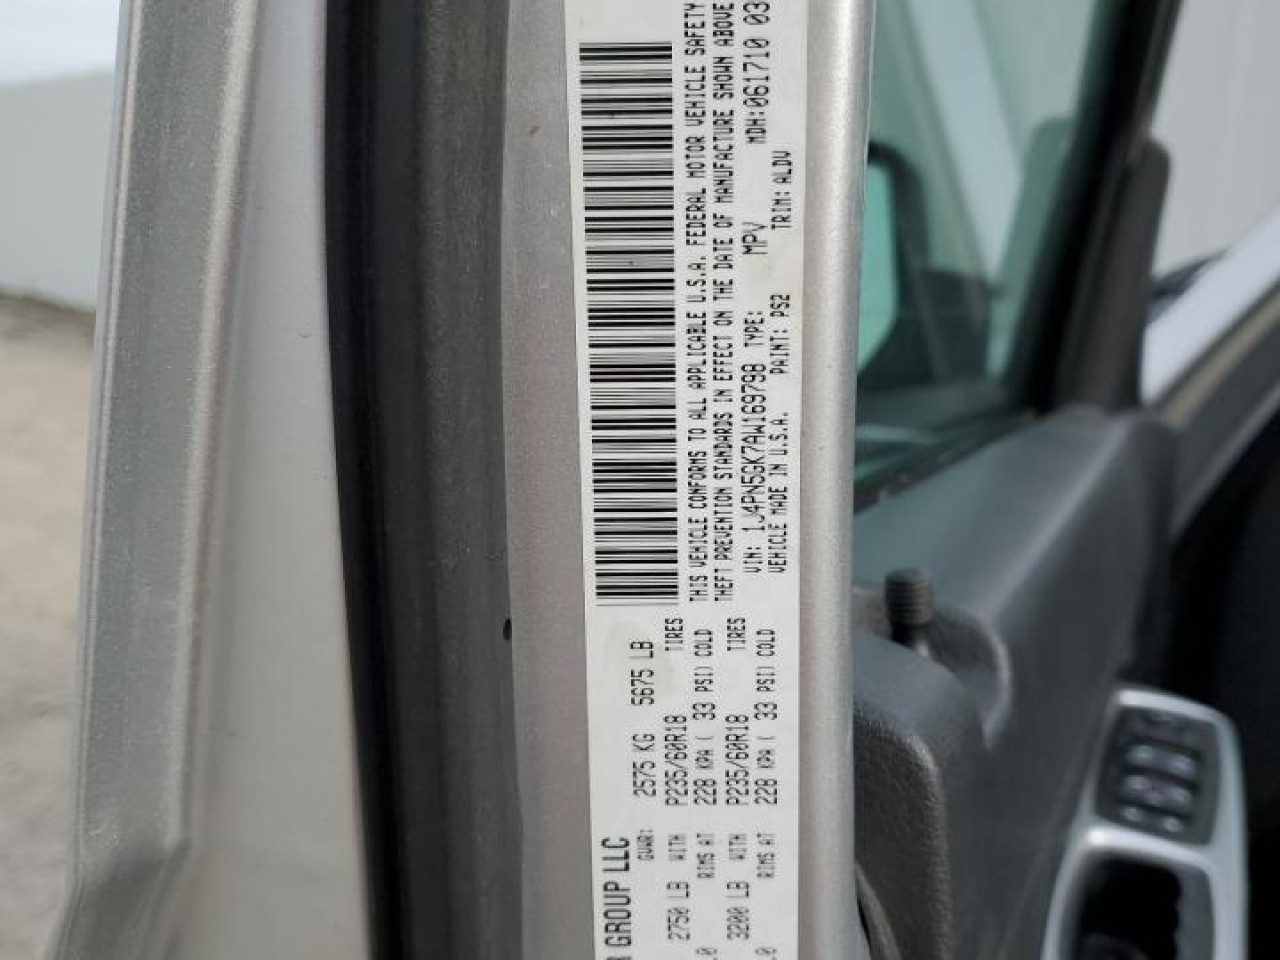 GROUP LLC
GVWR: 2575 KG 5675 LB
2750 LB WITH P235/60R18 TIRES
RIMS AT 228 KPA ( 33 PSI) COLD
3200 LB WITH P235/60R18 TIRES
RIMS AT 228 KPA ( 33 PSI) COLD
THIS VEHICLE CONFORMS TO ALL APPLICABLE U.S.A. FEDERAL MOTOR VEHICLE SAFETY
THEFT PREVENTION STANDARDS IN EFFECT ON THE DATE OF MANUFACTURE SHOWN ABOVE
VIN: 1J4PN5GK7AW169798 TYPE: MPV MDH:061710 03
VEHICLE MADE IN U.S.A. PAINT: PS2 TRIM: ALDV